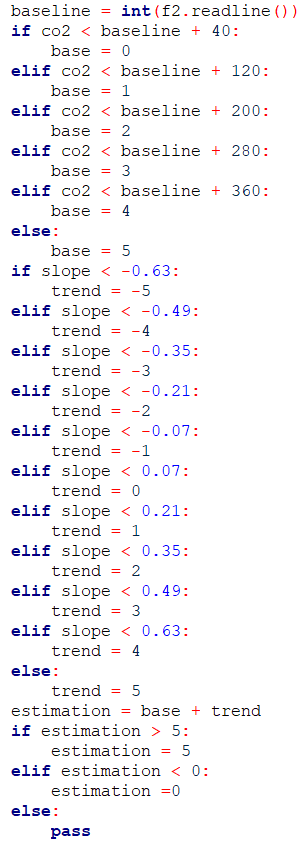 baseline = int(f2.readline())
if co2 < baseline + 40:
    base = 0
elif co2 < baseline + 120:
    base = 1
elif co2 < baseline + 200:
    base = 2
elif co2 < baseline + 280:
    base = 3
elif co2 < baseline + 360:
    base = 4
else:
    base = 5
if slope < -0.63:
    trend = -5
elif slope < -0.49:
    trend = -4
elif slope < -0.35:
    trend = -3
elif slope < -0.21:
    trend = -2
elif slope < -0.07:
    trend = -1
elif slope < 0.07:
    trend = 0
elif slope < 0.21:
    trend = 1
elif slope < 0.35:
    trend = 2
elif slope < 0.49:
    trend = 3
elif slope < 0.63:
    trend = 4
else:
    trend = 5
estimation = base + trend
if estimation > 5:
    estimation = 5
elif estimation < 0:
    estimation =0
else:
    pass